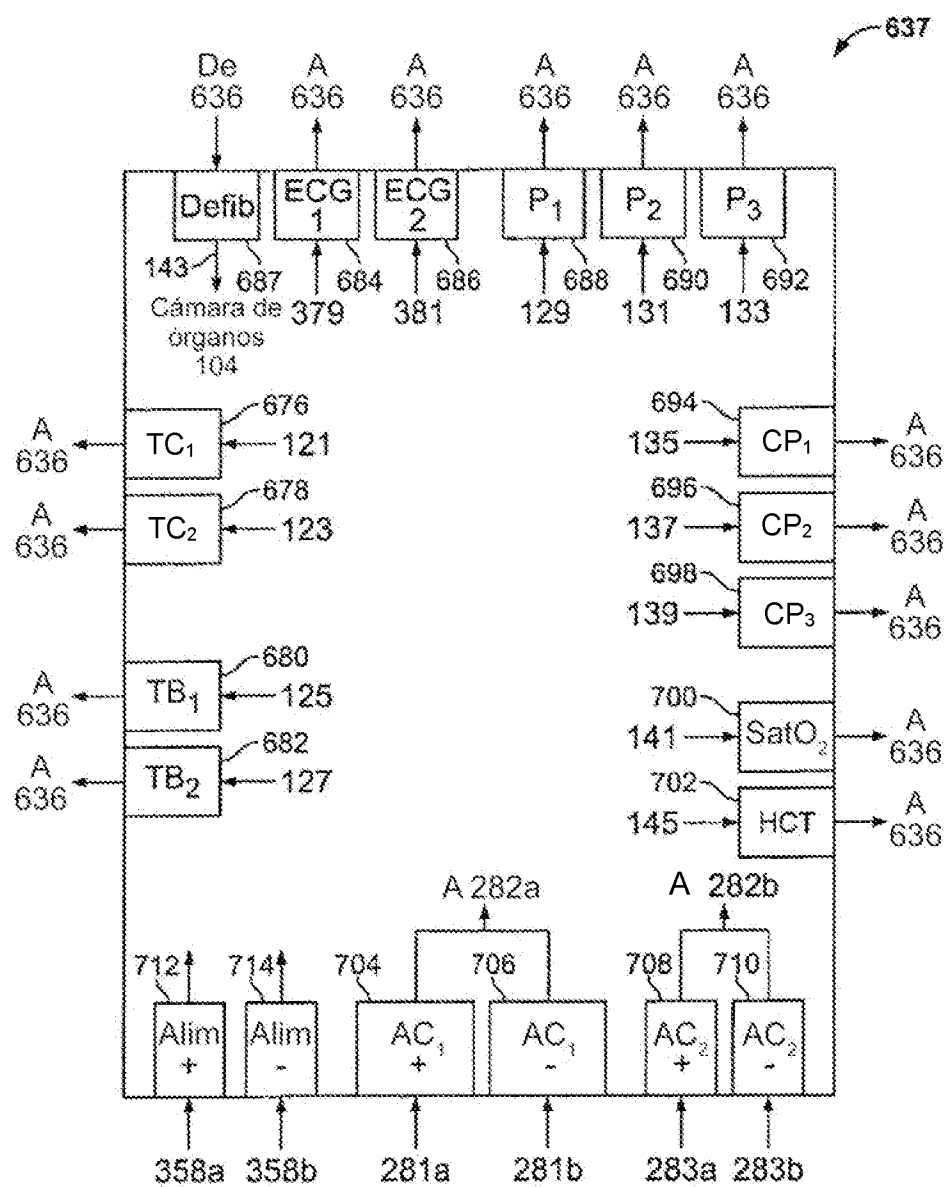 637
De A A A A A
636 636 636 636 636 636
Defib ECG 1 ECG 2 P1 P2 P3
143 687 684 686 688 690 692
Cámara de órganos 104
379 381 129 131 133
676
A 636 TC1 121
678
A 636 TC2 123
680
A 636 TB1 125
682
A 636 TB2 127
694
135 CP1 A 636
696
137 CP2 A 636
698
139 CP3 A 636
700
141 SatO2 A 636
702
145 HCT A 636
A 282a A 282b
712 714 704 706 708 710
Alim + Alim - AC1 + AC1 - AC2 + AC2 -
358a 358b 281a 281b 283a 283b